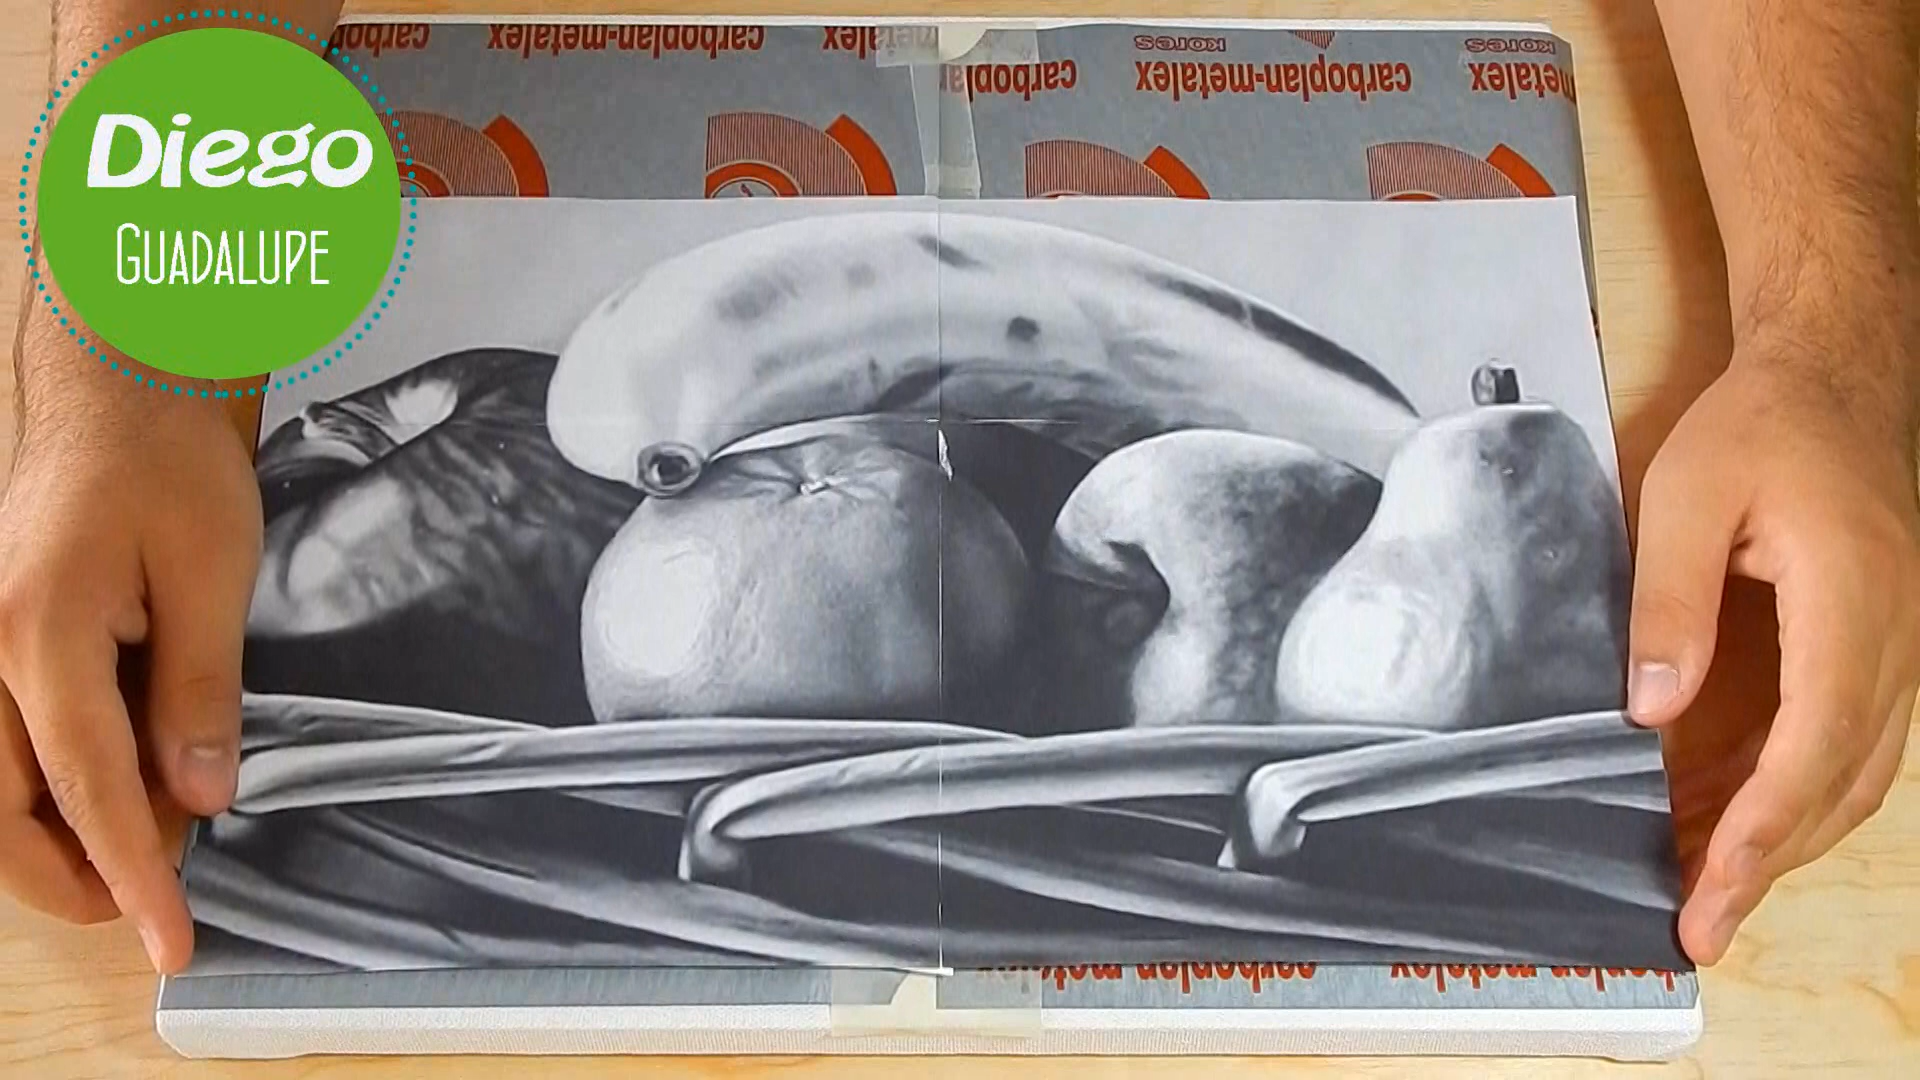 Diego
GUADALUPE
carboplan-metalex
carboplan-metalex
kores
kores
carboplan-metalex
metalex
carboplan-metalex
metalex